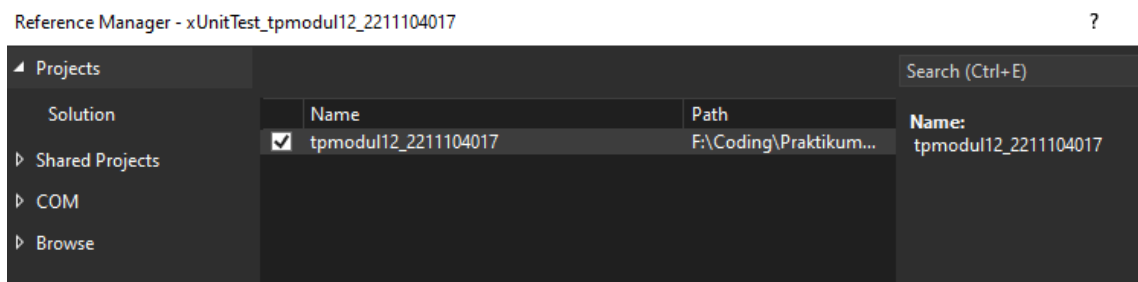 Reference Manager - xUnitTest_tpmodul12_2211104017 ?
Projects
Search (Ctrl+E)
Solution
Name Path
tpmodul12_2211104017 F:\Coding\Praktikum...
Name:
tpmodul12_2211104017
Shared Projects
COM
Browse